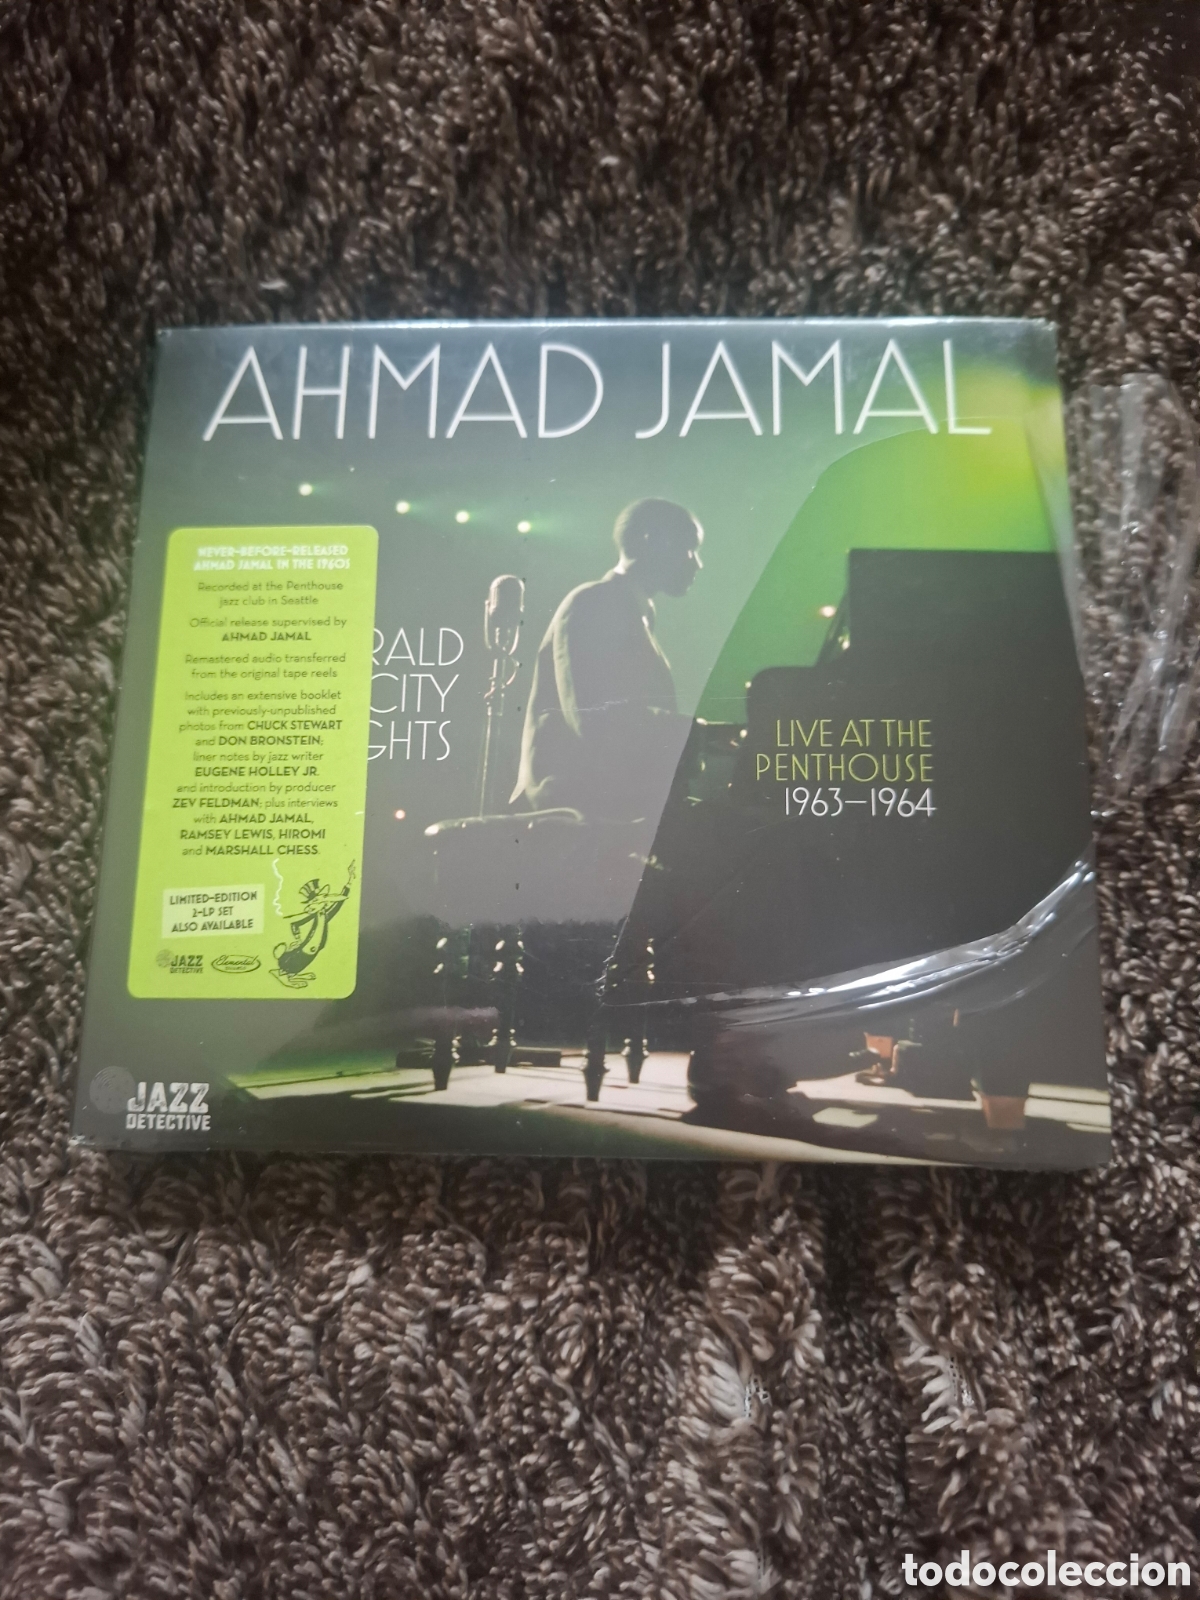 AHMAD JAMAL
NEVER-BEFORE-RELEASED
AHMAD JAMAL IN THE 1960S
Recorded at the Penthouse
jazz club in Seattle
Official release supervised by
AHMAD JAMAL
Remastered audio transferred
from the original tape reels
Includes an extensive booklet
with previously-unpublished
photos from CHUCK STEWART
and DON BRONSTEIN;
liner notes by jazz writer
EUGENE HOLLEY JR.
and introduction by producer
ZEV FELDMAN; plus interviews
with AHMAD JAMAL,
RAMSEY LEWIS, HIROMI
and MARSHALL CHESS.
LIMITED-EDITION
2-LP SET
ALSO AVAILABLE
JAZZ
DETECTIVE
Elemental
RALD
CITY
GHTS
LIVE AT THE
PENTHOUSE
1963–1964
JAZZ
DETECTIVE
todocoleccion